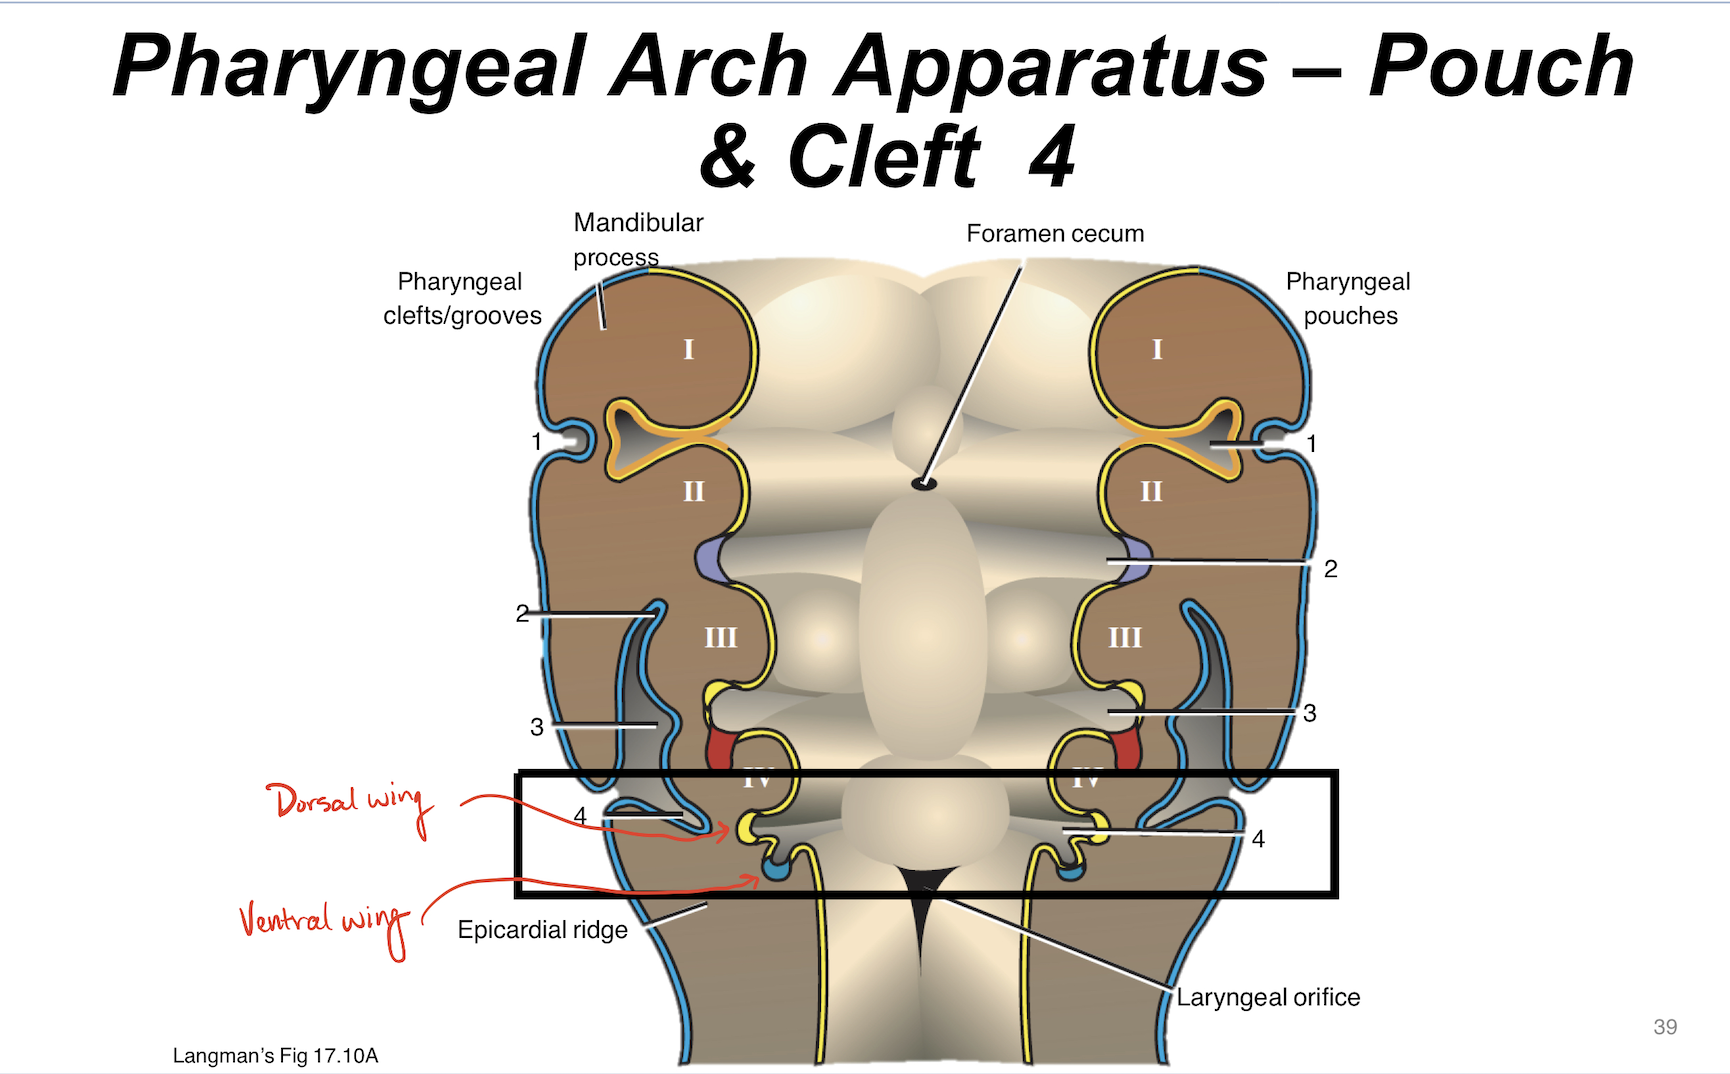 Pharyngeal Arch Apparatus – Pouch
& Cleft 4
Mandibular
process
Foramen cecum
Pharyngeal
clefts/grooves
Pharyngeal
pouches
I
I
1
1
II
II
2
2
III
III
3
3
IV
IV
Dorsal wing
4
4
Ventral wing
Epicardial ridge
Laryngeal orifice
39
Langman's Fig 17.10A